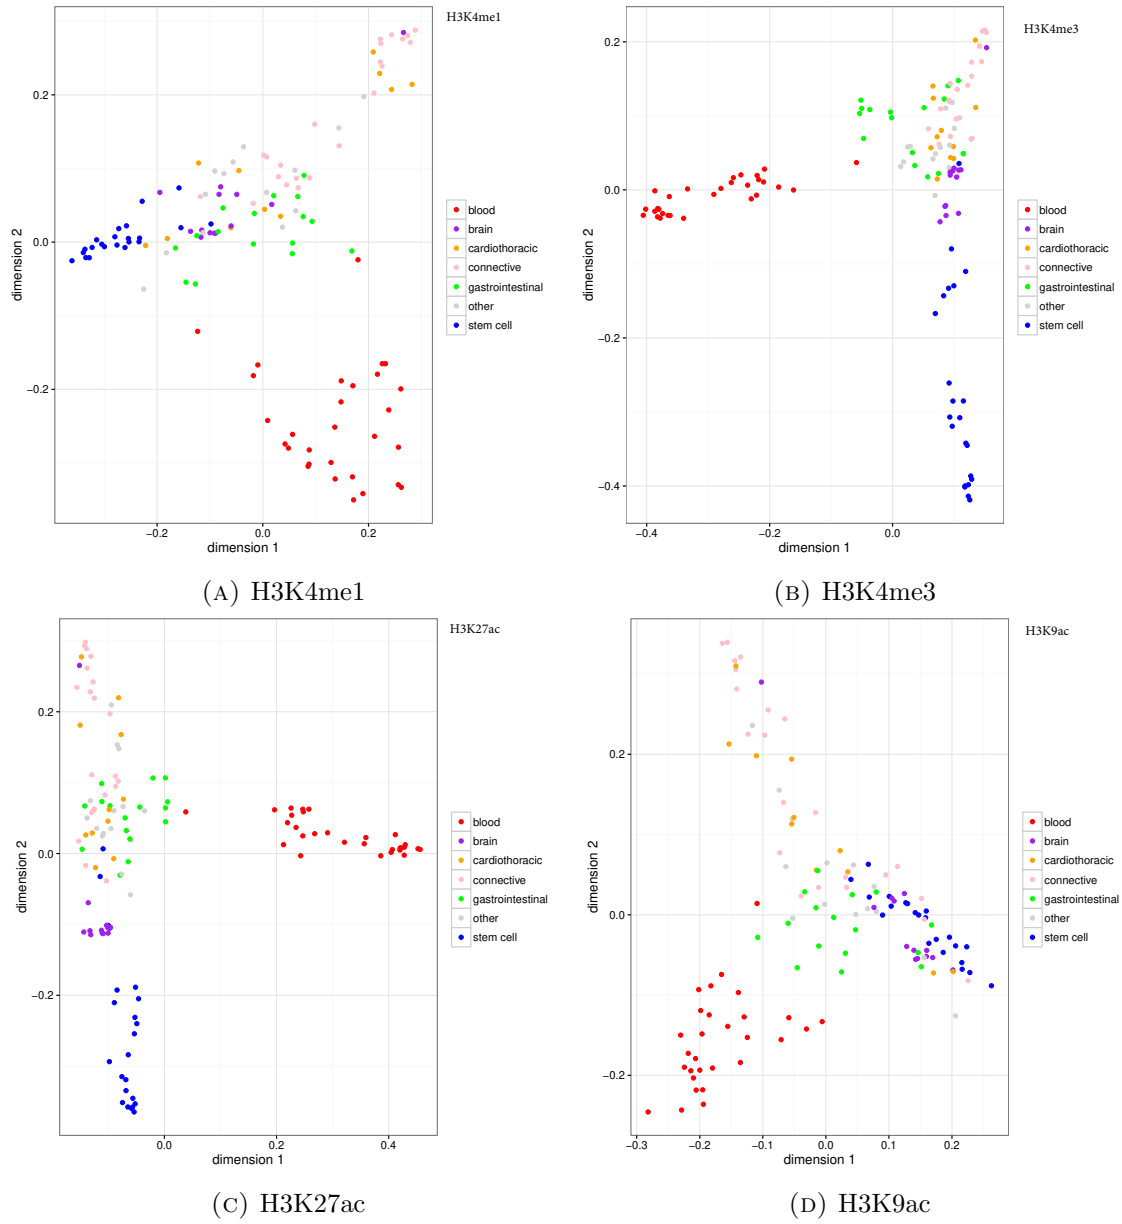 H3K4me1
0.2
0.0
−0.2
dimension 2
−0.2
0.0
0.2
dimension 1
blood
brain
cardiothoracic
connective
gastrointestinal
other
stem cell
(A) H3K4me1
H3K4me3
0.2
0.0
−0.2
−0.4
dimension 2
−0.4
−0.2
0.0
dimension 1
blood
brain
cardiothoracic
connective
gastrointestinal
other
stem cell
(B) H3K4me3
H3K27ac
0.2
0.0
−0.2
dimension 2
0.0
0.2
0.4
dimension 1
blood
brain
cardiothoracic
connective
gastrointestinal
other
stem cell
(C) H3K27ac
H3K9ac
0.2
0.0
−0.2
dimension 2
−0.3
−0.2
−0.1
0.0
0.1
0.2
dimension 1
blood
brain
cardiothoracic
connective
gastrointestinal
other
stem cell
(D) H3K9ac